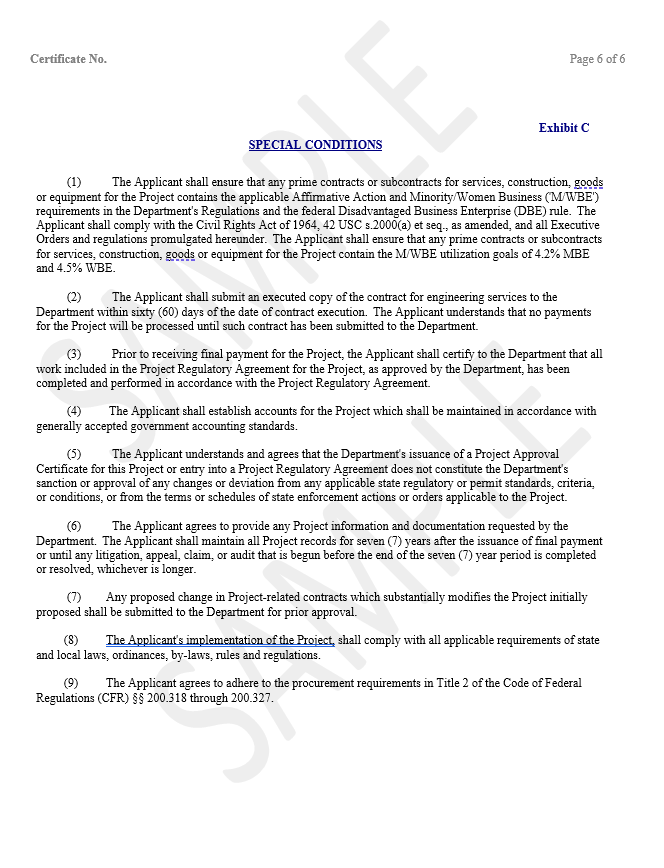 Certificate No. Page 6 of 6
Exhibit C
SPECIAL CONDITIONS
(1) The Applicant shall ensure that any prime contracts or subcontracts for services, construction, goods
or equipment for the Project contains the applicable Affirmative Action and Minority/Women Business ('M/WBE')
requirements in the Department's Regulations and the federal Disadvantaged Business Enterprise (DBE) rule. The
Applicant shall comply with the Civil Rights Act of 1964, 42 USC s.2000(a) et seq., as amended, and all Executive
Orders and regulations promulgated hereunder. The Applicant shall ensure that any prime contracts or subcontracts
for services, construction, goods or equipment for the Project contain the M/WBE utilization goals of 4.2% MBE
and 4.5% WBE.
(2) The Applicant shall submit an executed copy of the contract for engineering services to the
Department within sixty (60) days of the date of contract execution. The Applicant understands that no payments
for the Project will be processed until such contract has been submitted to the Department.
(3) Prior to receiving final payment for the Project, the Applicant shall certify to the Department that all
work included in the Project Regulatory Agreement for the Project, as approved by the Department, has been
completed and performed in accordance with the Project Regulatory Agreement.
(4) The Applicant shall establish accounts for the Project which shall be maintained in accordance with
generally accepted government accounting standards.
(5) The Applicant understands and agrees that the Department's issuance of a Project Approval
Certificate for this Project or entry into a Project Regulatory Agreement does not constitute the Department's
sanction or approval of any changes or deviation from any applicable state regulatory or permit standards, criteria,
or conditions, or from the terms or schedules of state enforcement actions or orders applicable to the Project.
(6) The Applicant agrees to provide any Project information and documentation requested by the
Department. The Applicant shall maintain all Project records for seven (7) years after the issuance of final payment
or until any litigation, appeal, claim, or audit that is begun before the end of the seven (7) year period is completed
or resolved, whichever is longer.
(7) Any proposed change in Project-related contracts which substantially modifies the Project initially
proposed shall be submitted to the Department for prior approval.
(8) The Applicant's implementation of the Project, shall comply with all applicable requirements of state
and local laws, ordinances, by-laws, rules and regulations.
(9) The Applicant agrees to adhere to the procurement requirements in Title 2 of the Code of Federal
Regulations (CFR) §§ 200.318 through 200.327.
SAMPLE
SAMPLE